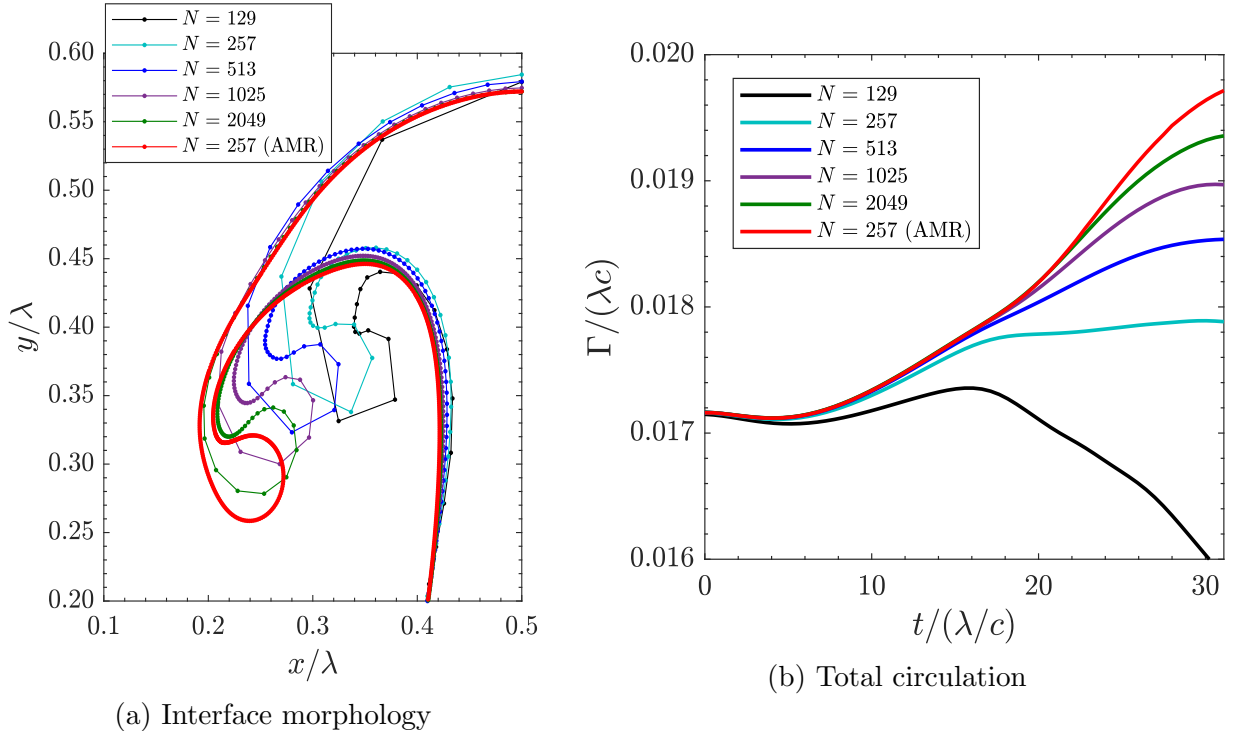 N = 129
N = 257
N = 513
N = 1025
N = 2049
N = 257 (AMR)
0.60
0.55
0.50
0.45
0.40
0.35
0.30
0.25
0.20
y/λ
0.1
0.2
0.3
0.4
0.5
x/λ
(a) Interface morphology
0.020
0.019
0.018
0.017
0.016
Γ/(λc)
N = 129
N = 257
N = 513
N = 1025
N = 2049
N = 257 (AMR)
0
10
20
30
t/(λ/c)
(b) Total circulation